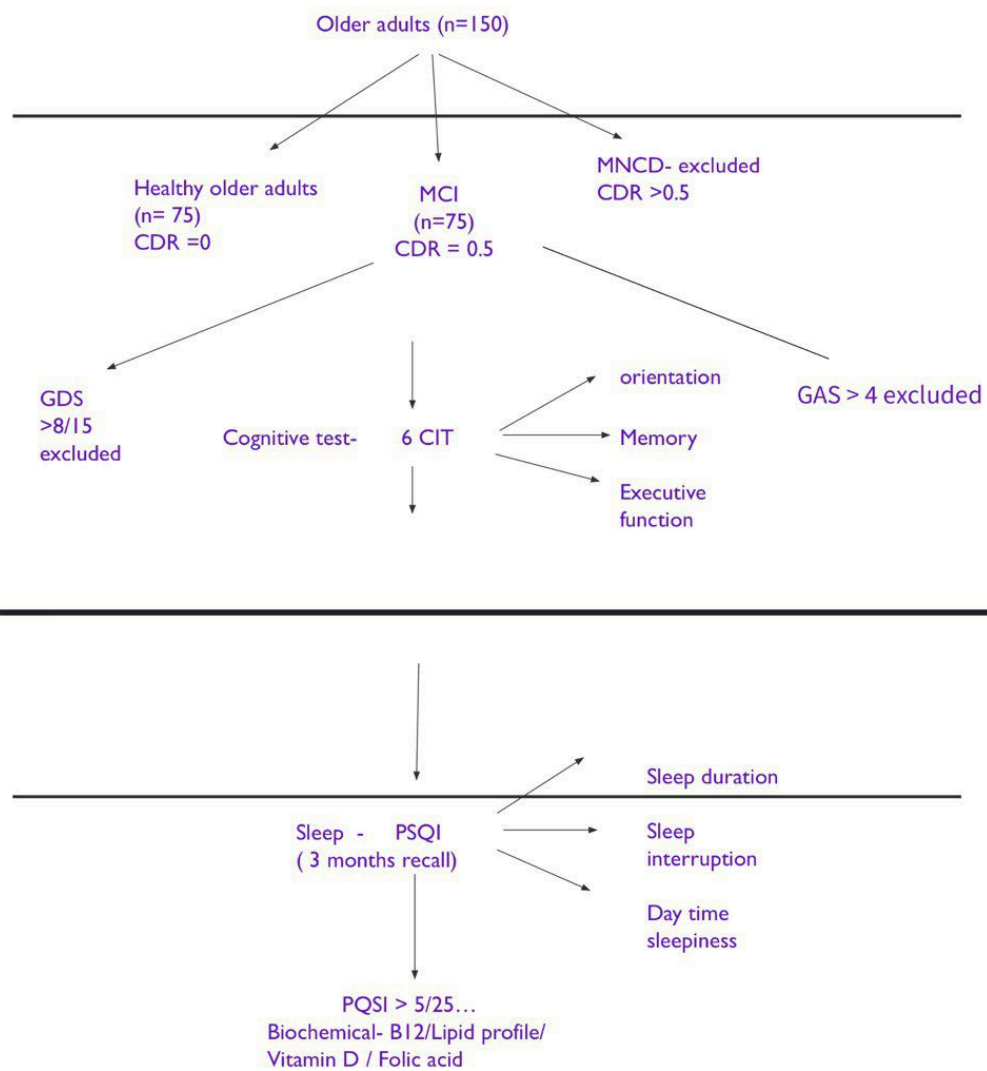 Older adults (n=150)
Healthy older adults
(n= 75)
CDR =0
MCI
(n=75)
CDR = 0.5
MNCD- excluded
CDR >0.5
GDS
>8/15
excluded
Cognitive test- 6 CIT
orientation
Memory
Executive
function
GAS > 4 excluded
Sleep - PSQI
( 3 months recall)
Sleep duration
Sleep
interruption
Day time
sleepiness
PQSI > 5/25...
Biochemical- B12/Lipid profile/
Vitamin D / Folic acid